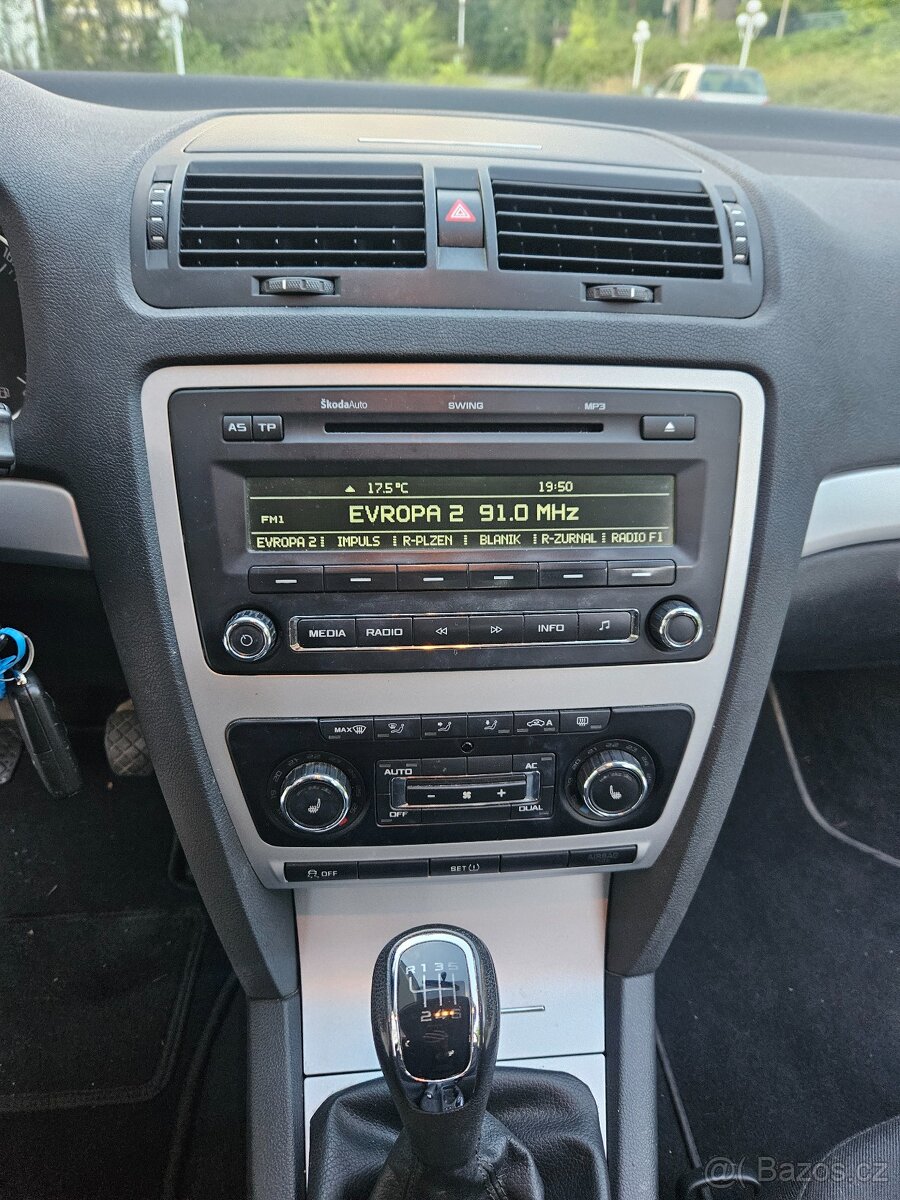 ŠkodaAuto SWING MP3
AS TP
17.5°C 19:50
FM1 EVROPA 2 91.0 MHz
EVROPA 2 IMPULS R-PLZEN BLANIK R-ZURNAL RADIO F1
MEDIA RADIO INFO
MAX A
AUTO AC
- +
OFF DUAL
OFF SET AIRBAG
R 1 3 5
2 4 6
@ Bazoš.cz